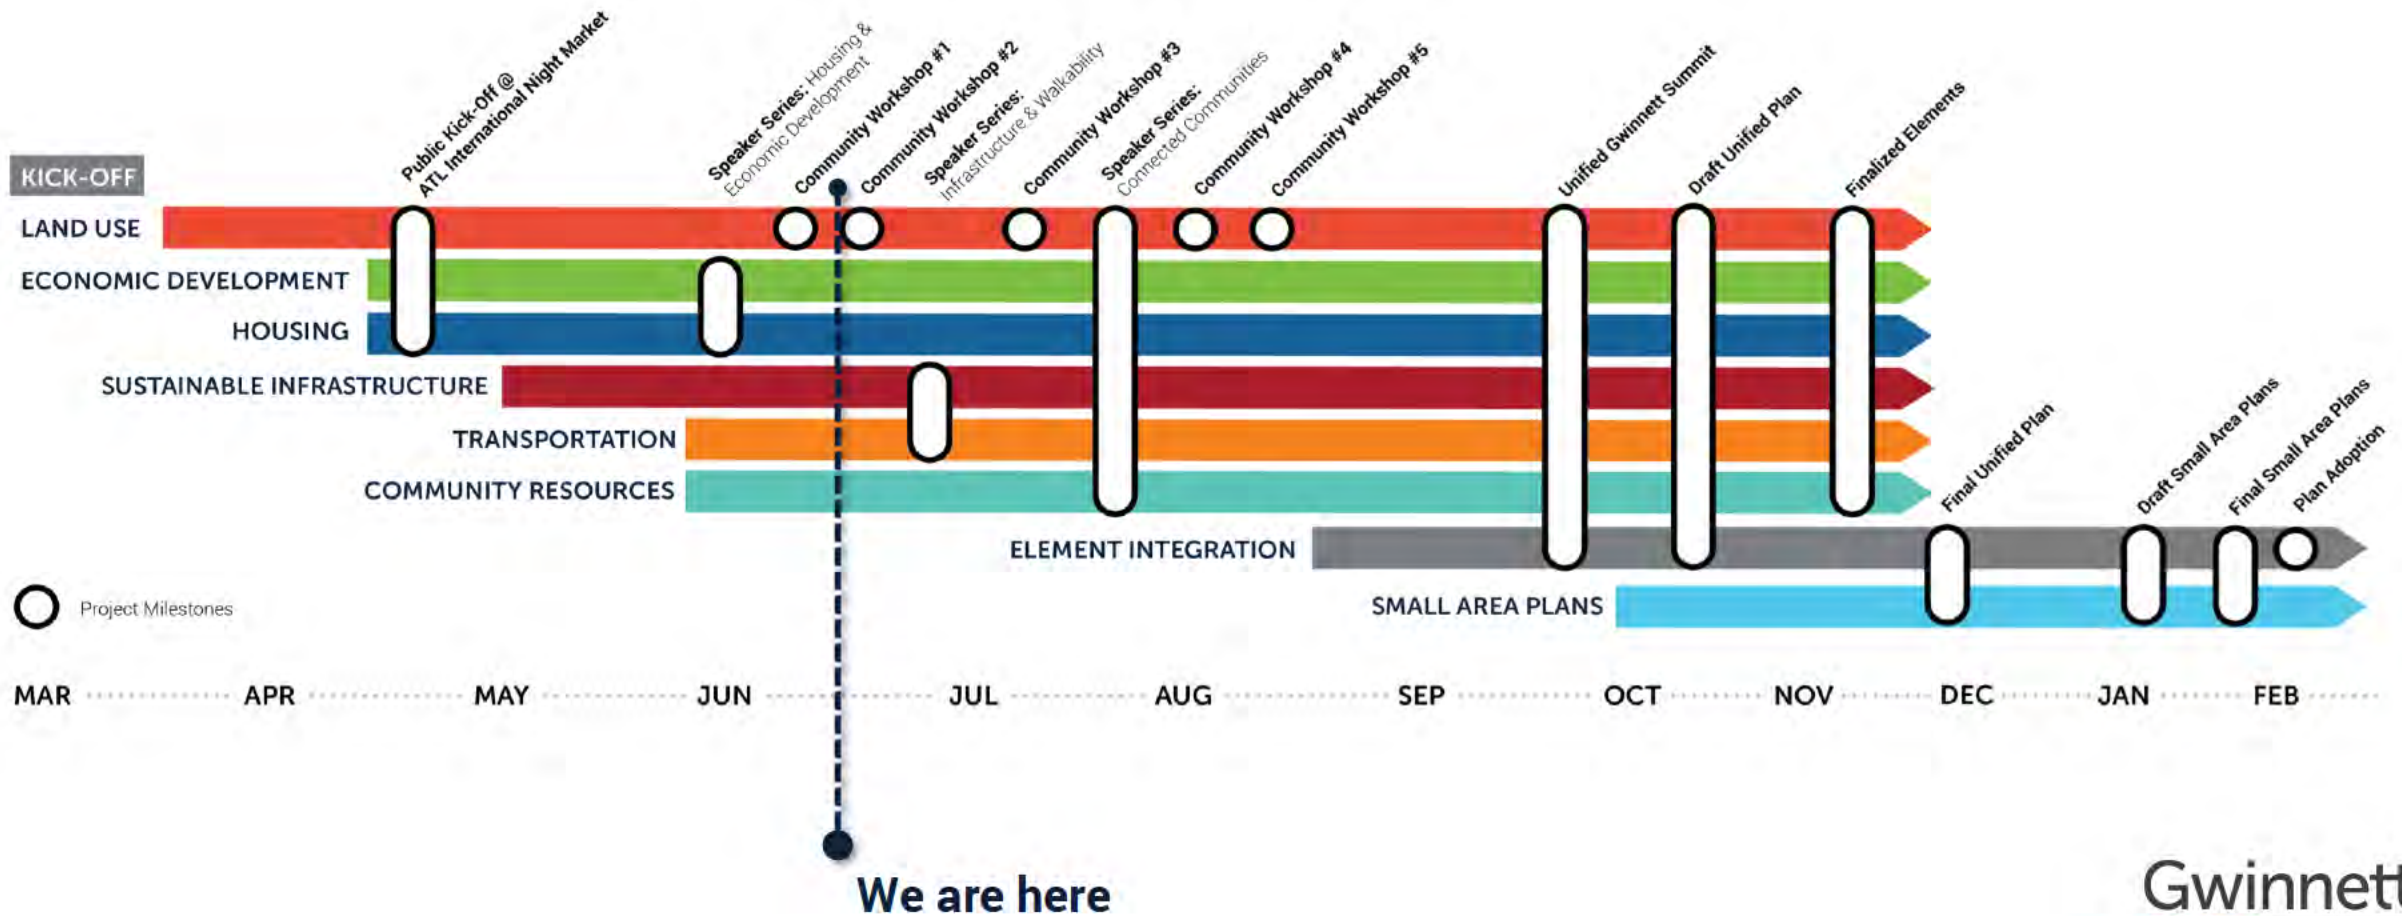 Public Kick-Off @
ATL International Night Market
Speaker Series: Housing &
Economic Development
Community Workshop #1
Community Workshop #2
Speaker Series:
Infrastructure & Walkability
Community Workshop #3
Speaker Series:
Connected Communities
Community Workshop #4
Community Workshop #5
Unified Gwinnett Summit
Draft Unified Plan
Finalized Elements
KICK-OFF
LAND USE
ECONOMIC DEVELOPMENT
HOUSING
SUSTAINABLE INFRASTRUCTURE
TRANSPORTATION
COMMUNITY RESOURCES
Final Unified Plan
Draft Small Area Plans
Final Small Area Plans
Plan Adoption
ELEMENT INTEGRATION
SMALL AREA PLANS
Project Milestones
MAR APR MAY JUN JUL AUG SEP OCT NOV DEC JAN FEB
We are here
Gwinnett